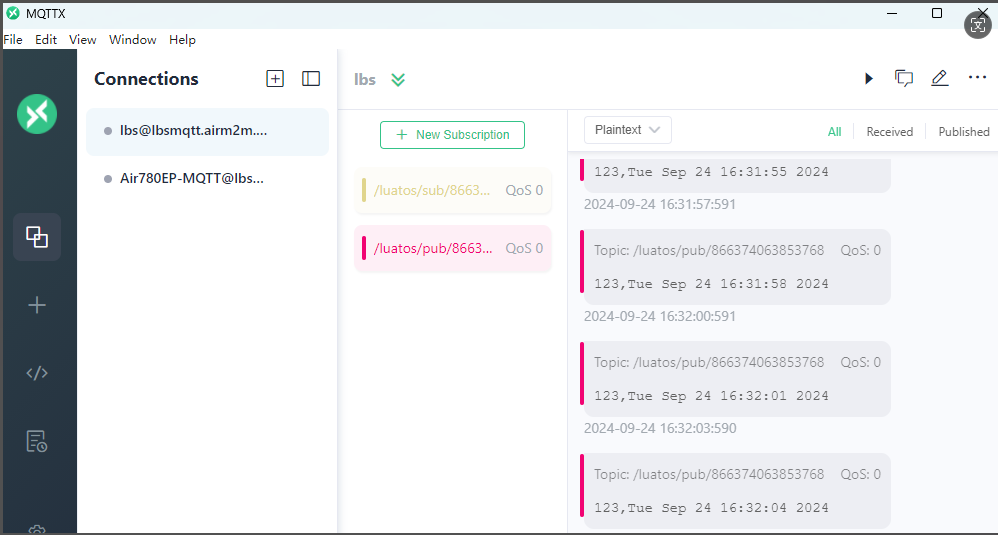 MQTTX
File Edit View Window Help
Connections
lbs@lbsmqtt.airm2m....
Air780EP-MQTT@lbs...
lbs
+ New Subscription
/luatos/sub/8663... QoS 0
/luatos/pub/8663... QoS 0
Plaintext
All Received Published
123,Tue Sep 24 16:31:55 2024
2024-09-24 16:31:57:591
Topic: /luatos/pub/866374063853768 QoS: 0
123,Tue Sep 24 16:31:58 2024
2024-09-24 16:32:00:591
Topic: /luatos/pub/866374063853768 QoS: 0
123,Tue Sep 24 16:32:01 2024
2024-09-24 16:32:03:590
Topic: /luatos/pub/866374063853768 QoS: 0
123,Tue Sep 24 16:32:04 2024